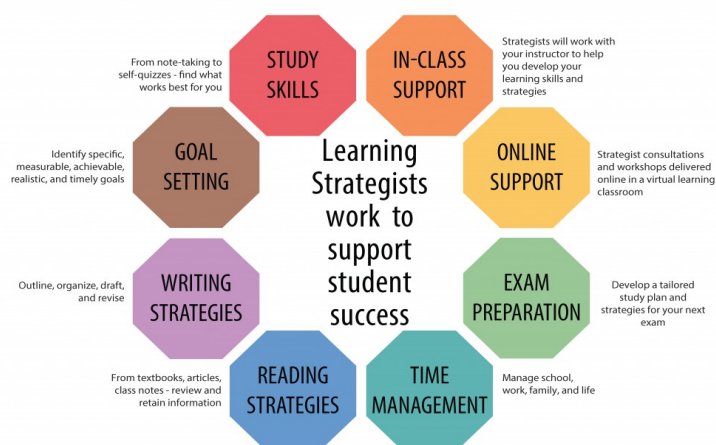 From note-taking to
self-quizzes - find what
works best for you
STUDY
SKILLS
IN-CLASS
SUPPORT
Strategists will work with
your instructor to help
you develop your
learning skills and
strategies
Identify specific,
measurable, achievable,
realistic, and timely goals
GOAL
SETTING
Learning
Strategists
work to
support
student
success
ONLINE
SUPPORT
Strategist consultations
and workshops delivered
online in a virtual learning
classroom
Outline, organize, draft,
and revise
WRITING
STRATEGIES
EXAM
PREPARATION
Develop a tailored
study plan and
strategies for your next
exam
From textbooks, articles,
class notes - review and
retain information
READING
STRATEGIES
TIME
MANAGEMENT
Manage school,
work, family, and life